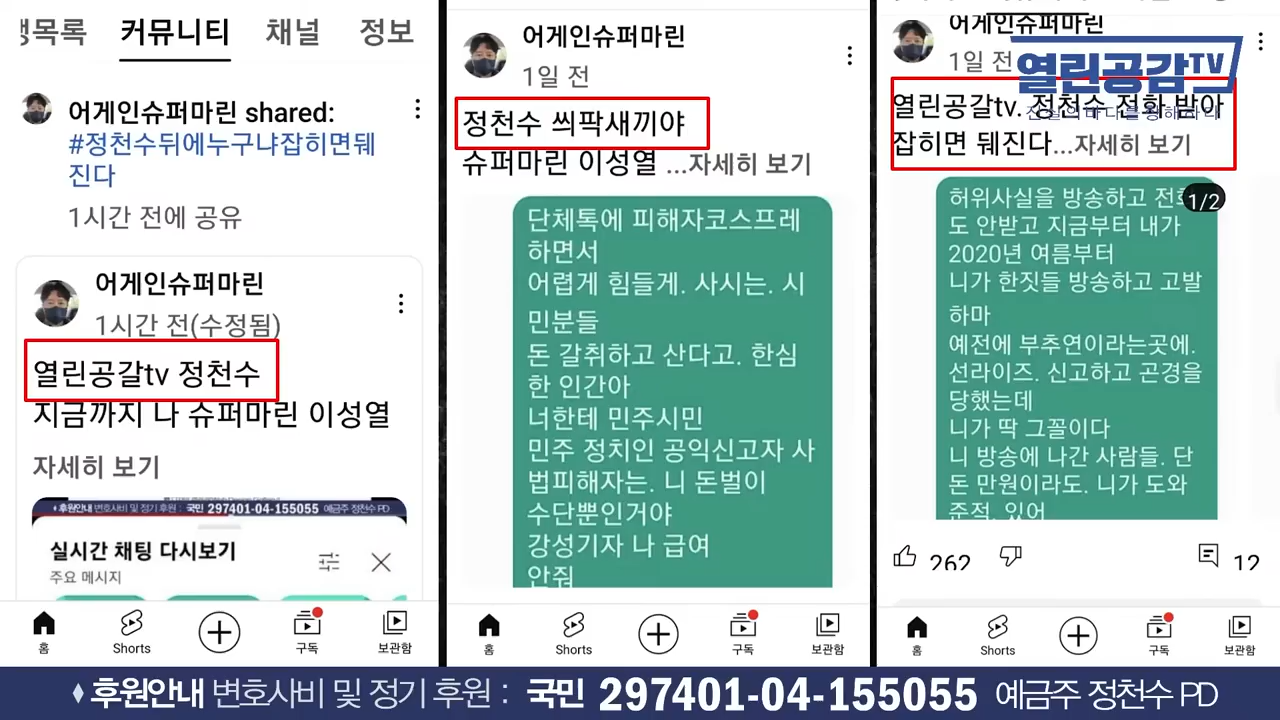 커뮤니티 채널 정보
어게인슈퍼마린 shared:
#정천수뒤에누구냐잡히면뒈
진다
1시간 전에 공유
어게인슈퍼마린
1시간 전(수정됨)
열린공갈tv 정천수
지금까지 나 슈퍼마린 이성열
자세히 보기
♦후원안내 변호사비 및 정기 후원 : 국민 297401-04-155055 예금주 정천수 PD
실시간 채팅 다시보기
주요 메시지
홈 Shorts 구독 보관함
어게인슈퍼마린
1일 전
정천수 씌팍새끼야
슈퍼마린 이성열 ...자세히 보기
단체톡에 피해자코스프레
하면서
어렵게 힘들게. 사시는. 시
민분들
돈 갈취하고 산다고. 한심
한 인간아
너한테 민주시민
민주 정치인 공익신고자 사
법피해자는. 니 돈벌이
수단뿐인거야
강성기자 나 급여
안줘
홈 Shorts 구독 보관함
어게인슈퍼마린
1일 전
열린공감TV
열린공갈tv. 정천수 전화 받아
잡히면 뒈진다...자세히 보기
허위사실을 방송하고 전화
1/2
도 안받고 지금부터 내가
2020년 여름부터
니가 한짓들 방송하고 고발
하마
예전에 부추연이라는곳에.
선라이즈. 신고하고 곤경을
당했는데
니가 딱 그꼴이다
니 방송에 나간 사람들. 단
돈 만원이라도. 니가 도와
준적. 있어
262 12
홈 Shorts 구독 보관함
♦후원안내 변호사비 및 정기 후원 : 국민 297401-04-155055 예금주 정천수 PD